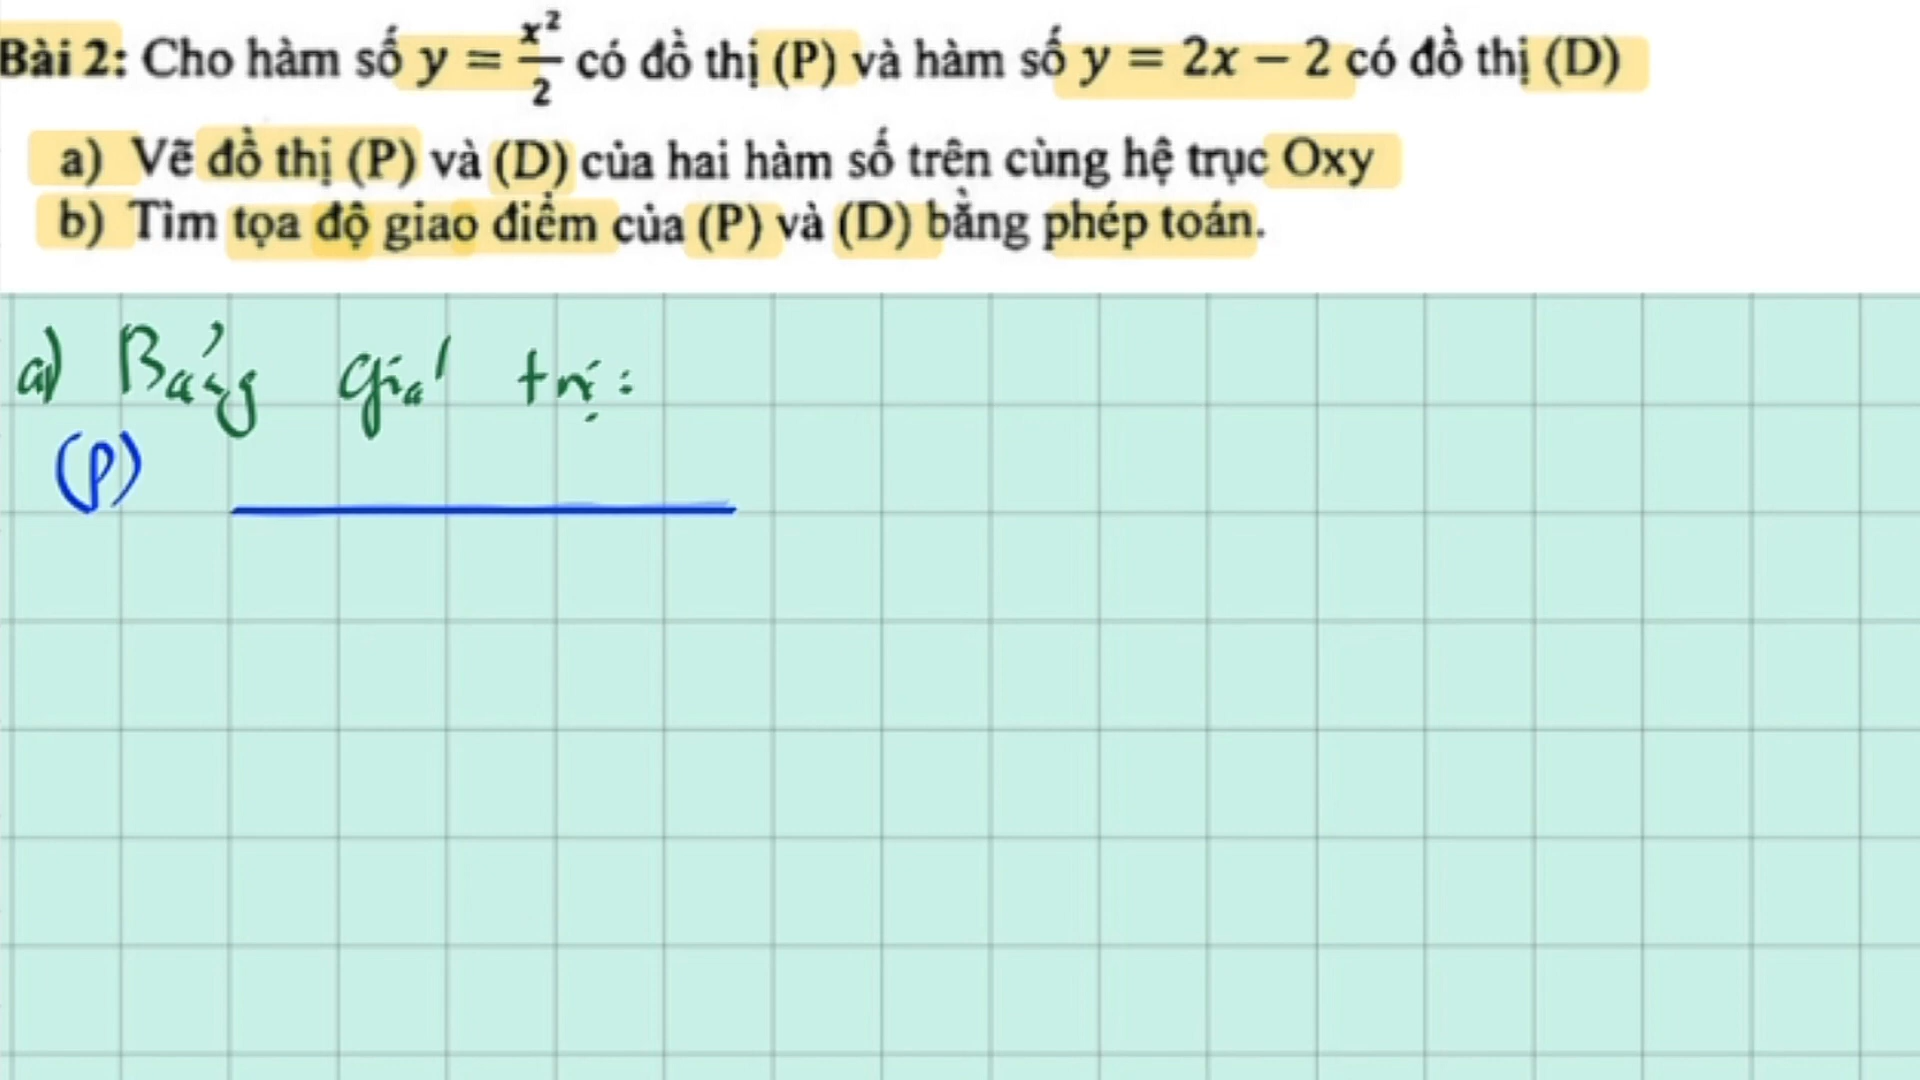 Bài 2: Cho hàm số y = x²/2 có đồ thị (P) và hàm số y = 2x − 2 có đồ thị (D)
a) Vẽ đồ thị (P) và (D) của hai hàm số trên cùng hệ trục Oxy
b) Tìm tọa độ giao điểm của (P) và (D) bằng phép toán.
a) Bảng giá trị:
(P)